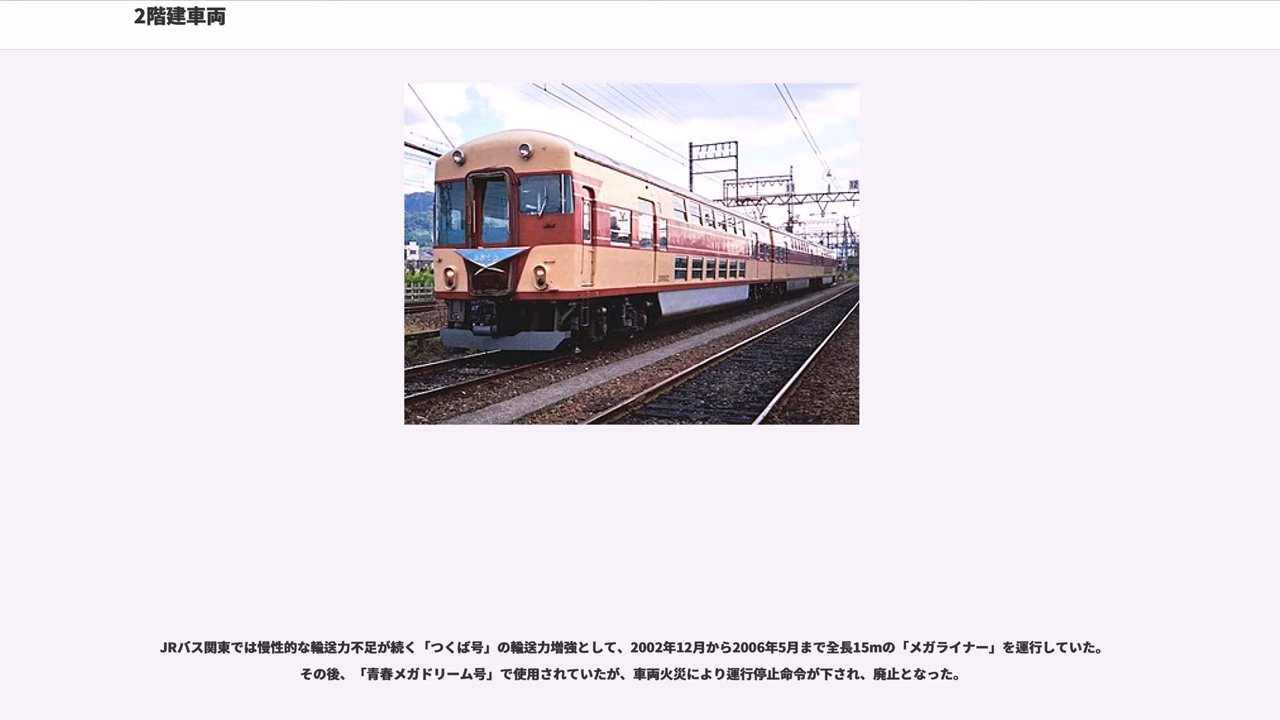 2階建車両
JRバス関東では慢性的な輸送力不足が続く「つくば号」の輸送力増強として、2002年12月から2006年5月まで全長15mの「メガライナー」を運行していた。
その後、「青春メガドリーム号」で使用されていたが、車両火災により運行停止命令が下され、廃止となった。